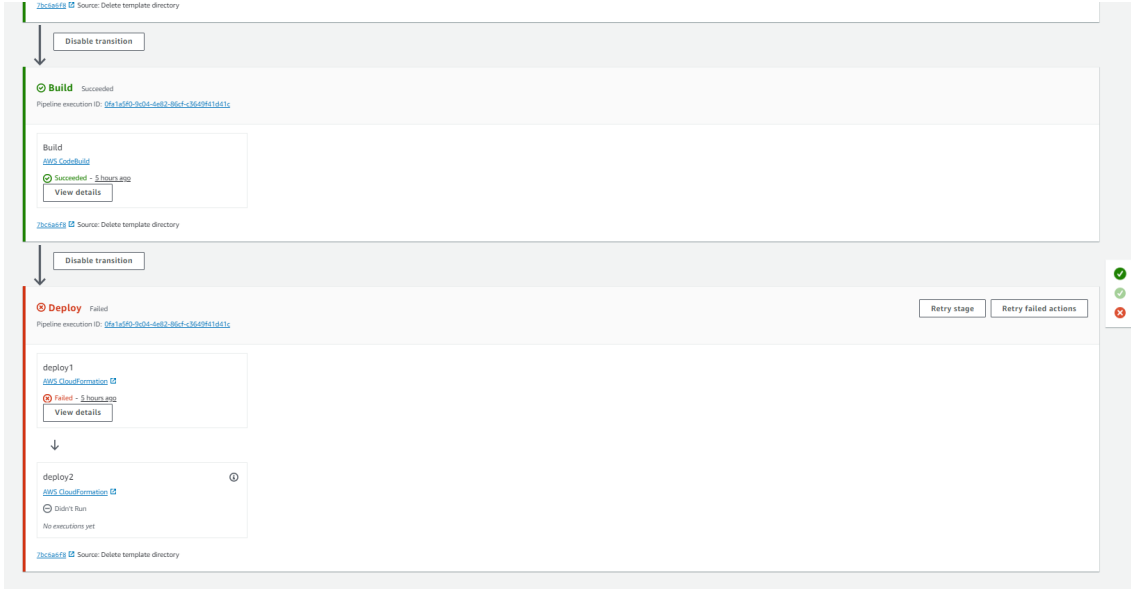 7bc6a6f8 Source: Delete template directory
Disable transition
Build Succeeded
Pipeline execution ID: 0fa1a5f0-9c04-4e82-86cf-c3649f41d41c
Build
AWS CodeBuild
Succeeded - 5 hours ago
View details
7bc6a6f8 Source: Delete template directory
Disable transition
Deploy Failed
Retry stage
Retry failed actions
Pipeline execution ID: 0fa1a5f0-9c04-4e82-86cf-c3649f41d41c
deploy1
AWS CloudFormation
Failed - 5 hours ago
View details
deploy2
AWS CloudFormation
Didn't Run
No executions yet
7bc6a6f8 Source: Delete template directory